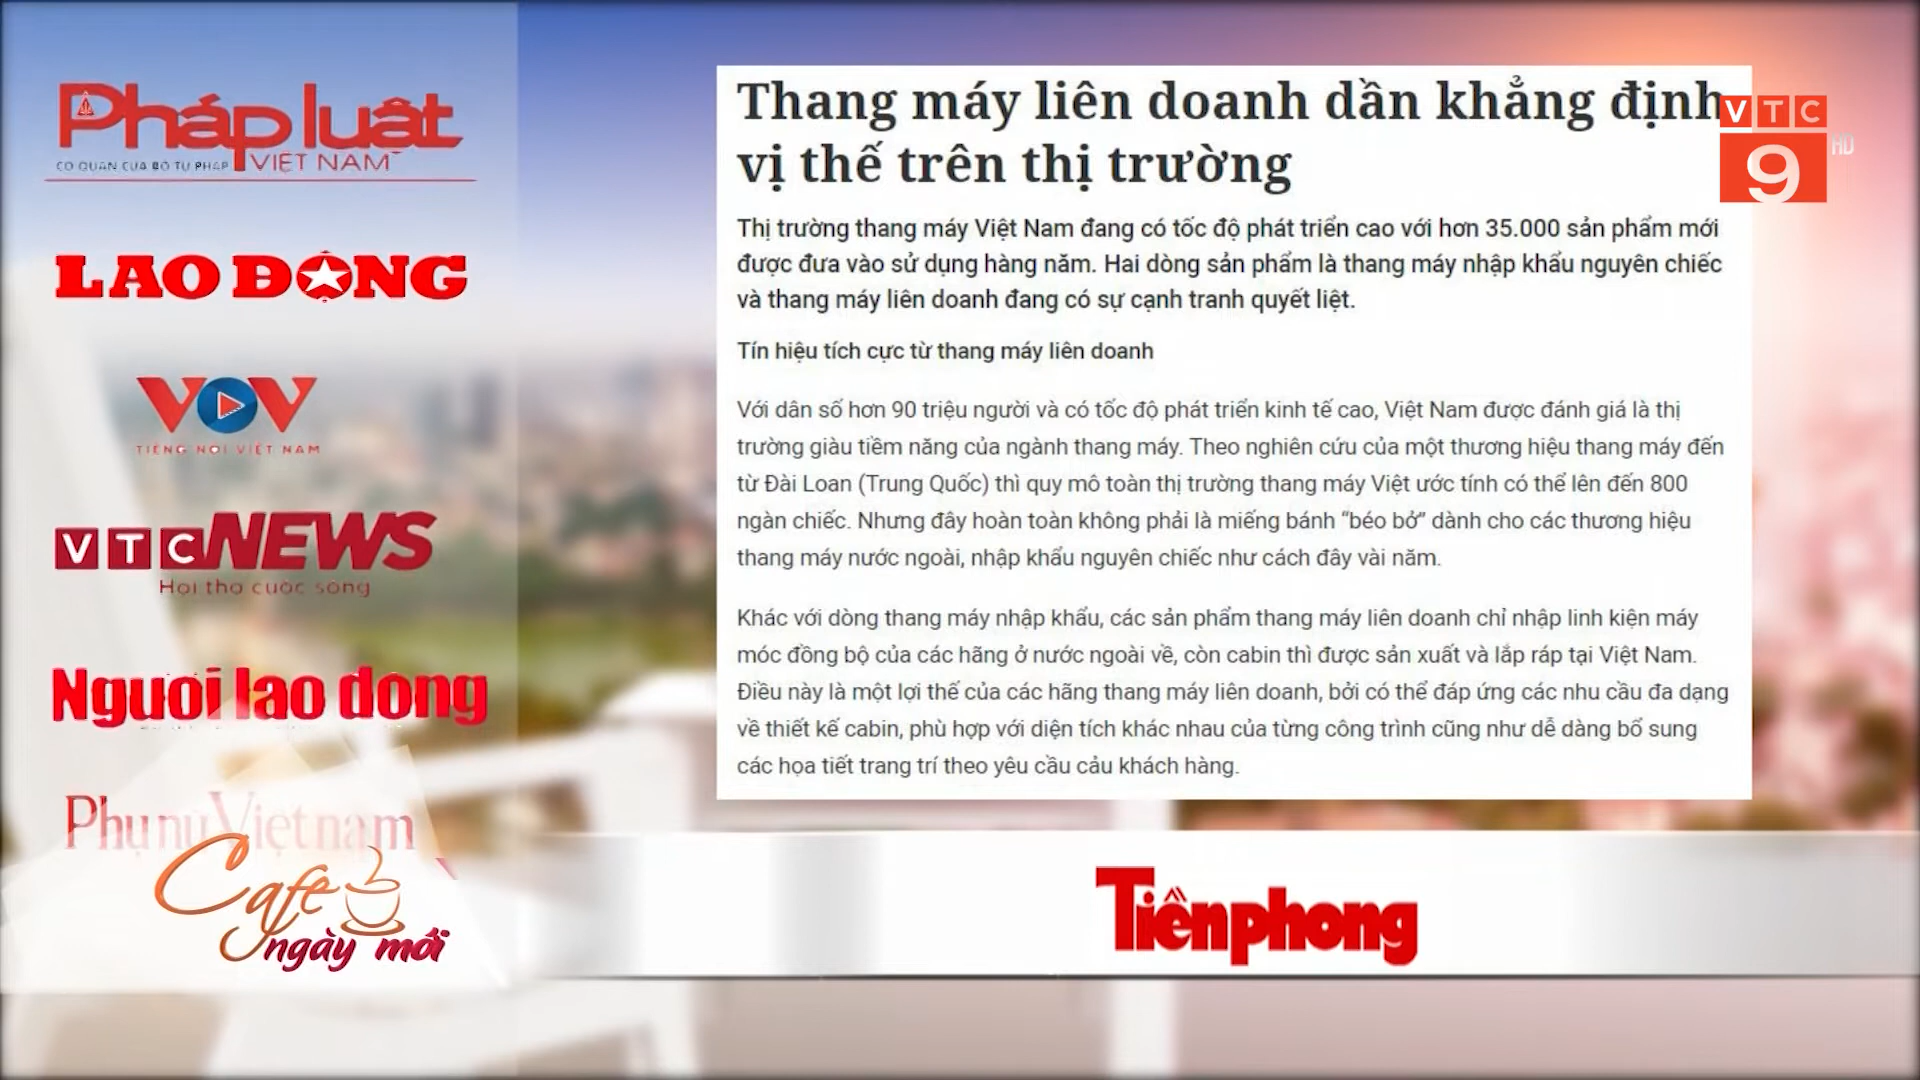 Pháp luật
CƠ QUAN CỦA BỘ TƯ PHÁP VIỆT NAM
LAO ĐỘNG
VOV
TIẾNG NÓI VIỆT NAM
VTC NEWS
Hơi thở cuộc sống
Người lao động
Phụ nữ Việt nam
Cafe
ngày mới
Thang máy liên doanh dần khẳng định
vị thế trên thị trường
Thị trường thang máy Việt Nam đang có tốc độ phát triển cao với hơn 35.000 sản phẩm mới
được đưa vào sử dụng hàng năm. Hai dòng sản phẩm là thang máy nhập khẩu nguyên chiếc
và thang máy liên doanh đang có sự cạnh tranh quyết liệt.
Tín hiệu tích cực từ thang máy liên doanh
Với dân số hơn 90 triệu người và có tốc độ phát triển kinh tế cao, Việt Nam được đánh giá là thị
trường giàu tiềm năng của ngành thang máy. Theo nghiên cứu của một thương hiệu thang máy đến
từ Đài Loan (Trung Quốc) thì quy mô toàn thị trường thang máy Việt ước tính có thể lên đến 800
ngàn chiếc. Nhưng đây hoàn toàn không phải là miếng bánh “béo bở” dành cho các thương hiệu
thang máy nước ngoài, nhập khẩu nguyên chiếc như cách đây vài năm.
Khác với dòng thang máy nhập khẩu, các sản phẩm thang máy liên doanh chỉ nhập linh kiện máy
móc đồng bộ của các hãng ở nước ngoài về, còn cabin thì được sản xuất và lắp ráp tại Việt Nam.
Điều này là một lợi thế của các hãng thang máy liên doanh, bởi có thể đáp ứng các nhu cầu đa dạng
về thiết kế cabin, phù hợp với diện tích khác nhau của từng công trình cũng như dễ dàng bổ sung
các họa tiết trang trí theo yêu cầu cảu khách hàng.
VTC
9 HD
Tiền phong